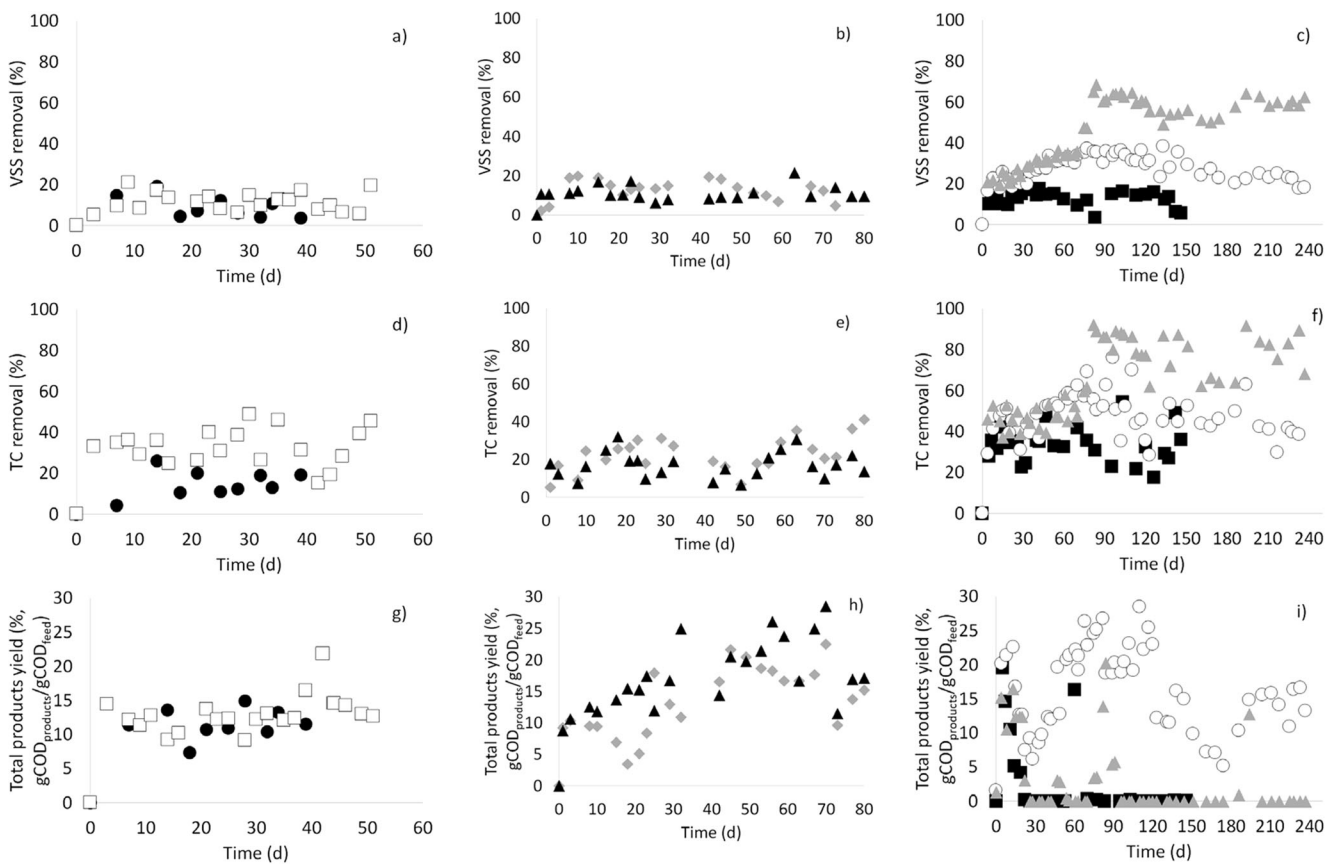 a)
VSS removal (%)
100
80
60
40
20
0
0 10 20 30 40 50 60
Time (d)
b)
VSS removal (%)
100
80
60
40
20
0
0 10 20 30 40 50 60 70 80
Time (d)
c)
VSS removal (%)
100
80
60
40
20
0
0 30 60 90 120 150 180 210 240
Time (d)
d)
TC removal (%)
100
80
60
40
20
0
0 10 20 30 40 50 60
Time (d)
e)
TC removal (%)
100
80
60
40
20
0
0 10 20 30 40 50 60 70 80
Time (d)
f)
TC removal (%)
100
80
60
40
20
0
0 30 60 90 120 150 180 210 240
Time (d)
g)
Total products yield (%,
gCODproducts/gCODfeed)
30
25
20
15
10
5
0
0 10 20 30 40 50 60
Time (d)
h)
Total products yield (%,
gCODproducts/gCODfeed)
30
25
20
15
10
5
0
0 10 20 30 40 50 60 70 80
Time (d)
i)
Total products yield (%,
gCODproducts/gCODfeed)
30
25
20
15
10
5
0
0 30 60 90 120 150 180 210 240
Time (d)